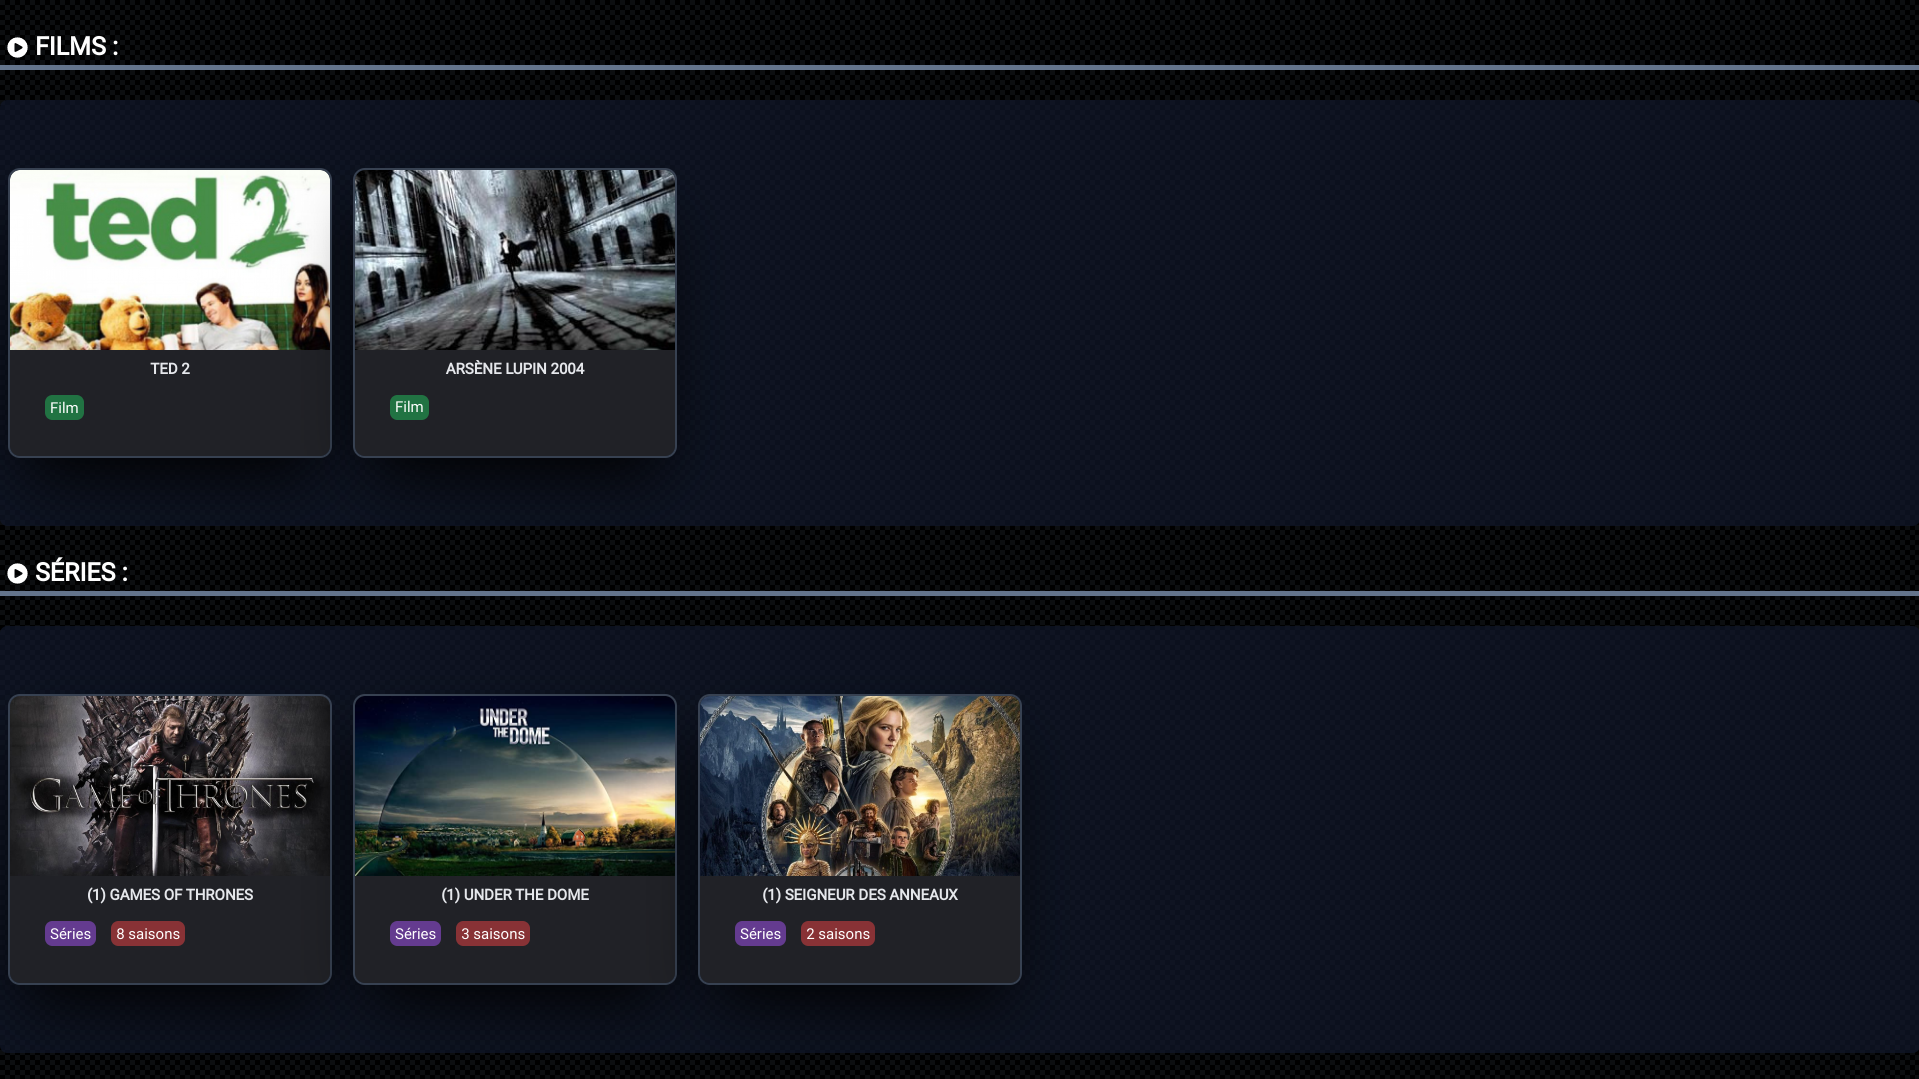 FILMS :
ted 2
TED 2
Film
ARSÈNE LUPIN 2004
Film
SÉRIES :
GAME OF THRONES
(1) GAMES OF THRONES
Séries
8 saisons
UNDER
THE DOME
(1) UNDER THE DOME
Séries
3 saisons
(1) SEIGNEUR DES ANNEAUX
Séries
2 saisons